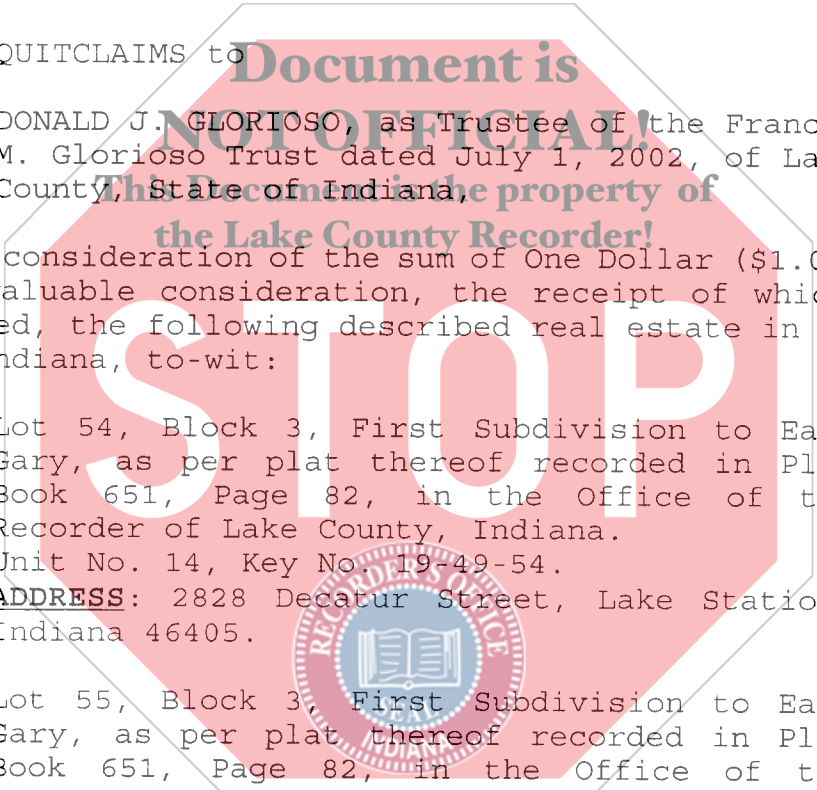 QUITCLAIMS to
Document is
NOT OFFICIAL!
DONALD J. GLORIOSO, as Trustee of the Franc
M. Glorioso Trust dated July 1, 2002, of La
County, State of Indiana,
This Document is the property of
the Lake County Recorder!
consideration of the sum of One Dollar ($1.0
valuable consideration, the receipt of whic
ed, the following described real estate in
ndiana, to-wit:
STOP
Lot 54, Block 3, First Subdivision to Ea
Gary, as per plat thereof recorded in Pl
Book 651, Page 82, in the Office of t
Recorder of Lake County, Indiana.
Unit No. 14, Key No. 19-49-54.
ADDRESS: 2828 Decatur Street, Lake Statio
Indiana 46405.
RECORDER'S OFFICE
SEAL
INDIANA
Lot 55, Block 3, First Subdivision to Ea
Gary, as per plat thereof recorded in Pl
Book 651, Page 82, in the Office of t